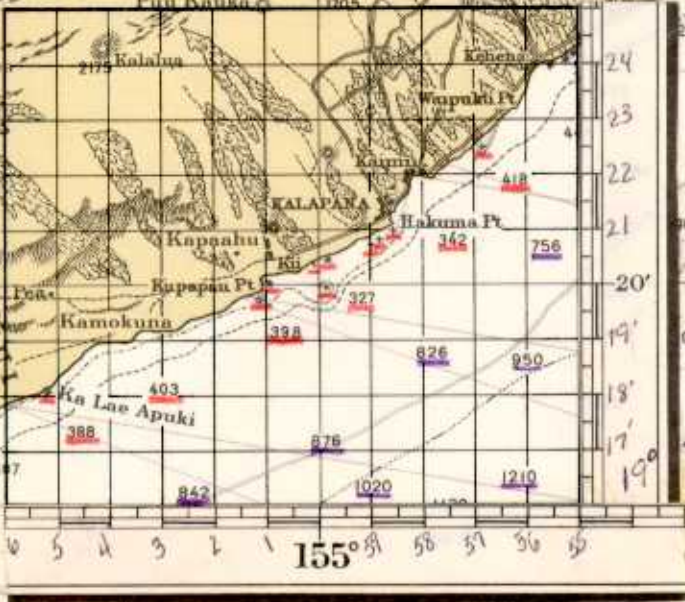 Puu Kauka
24
2175 Kalalua
Kehena
23
Waipuku Pt
Kaimu
22
418
KALAPANA
21
Hakuma Pt
Kapaahu
342
756
Kii
20'
Kupapau Pt
327
Kamokuna
19'
398
826
950
403
18'
Ka Lae Apuki
388
17'
876
19°
1210
1020
842
6 5 4 3 2 1 155° 59 58 57 56 55